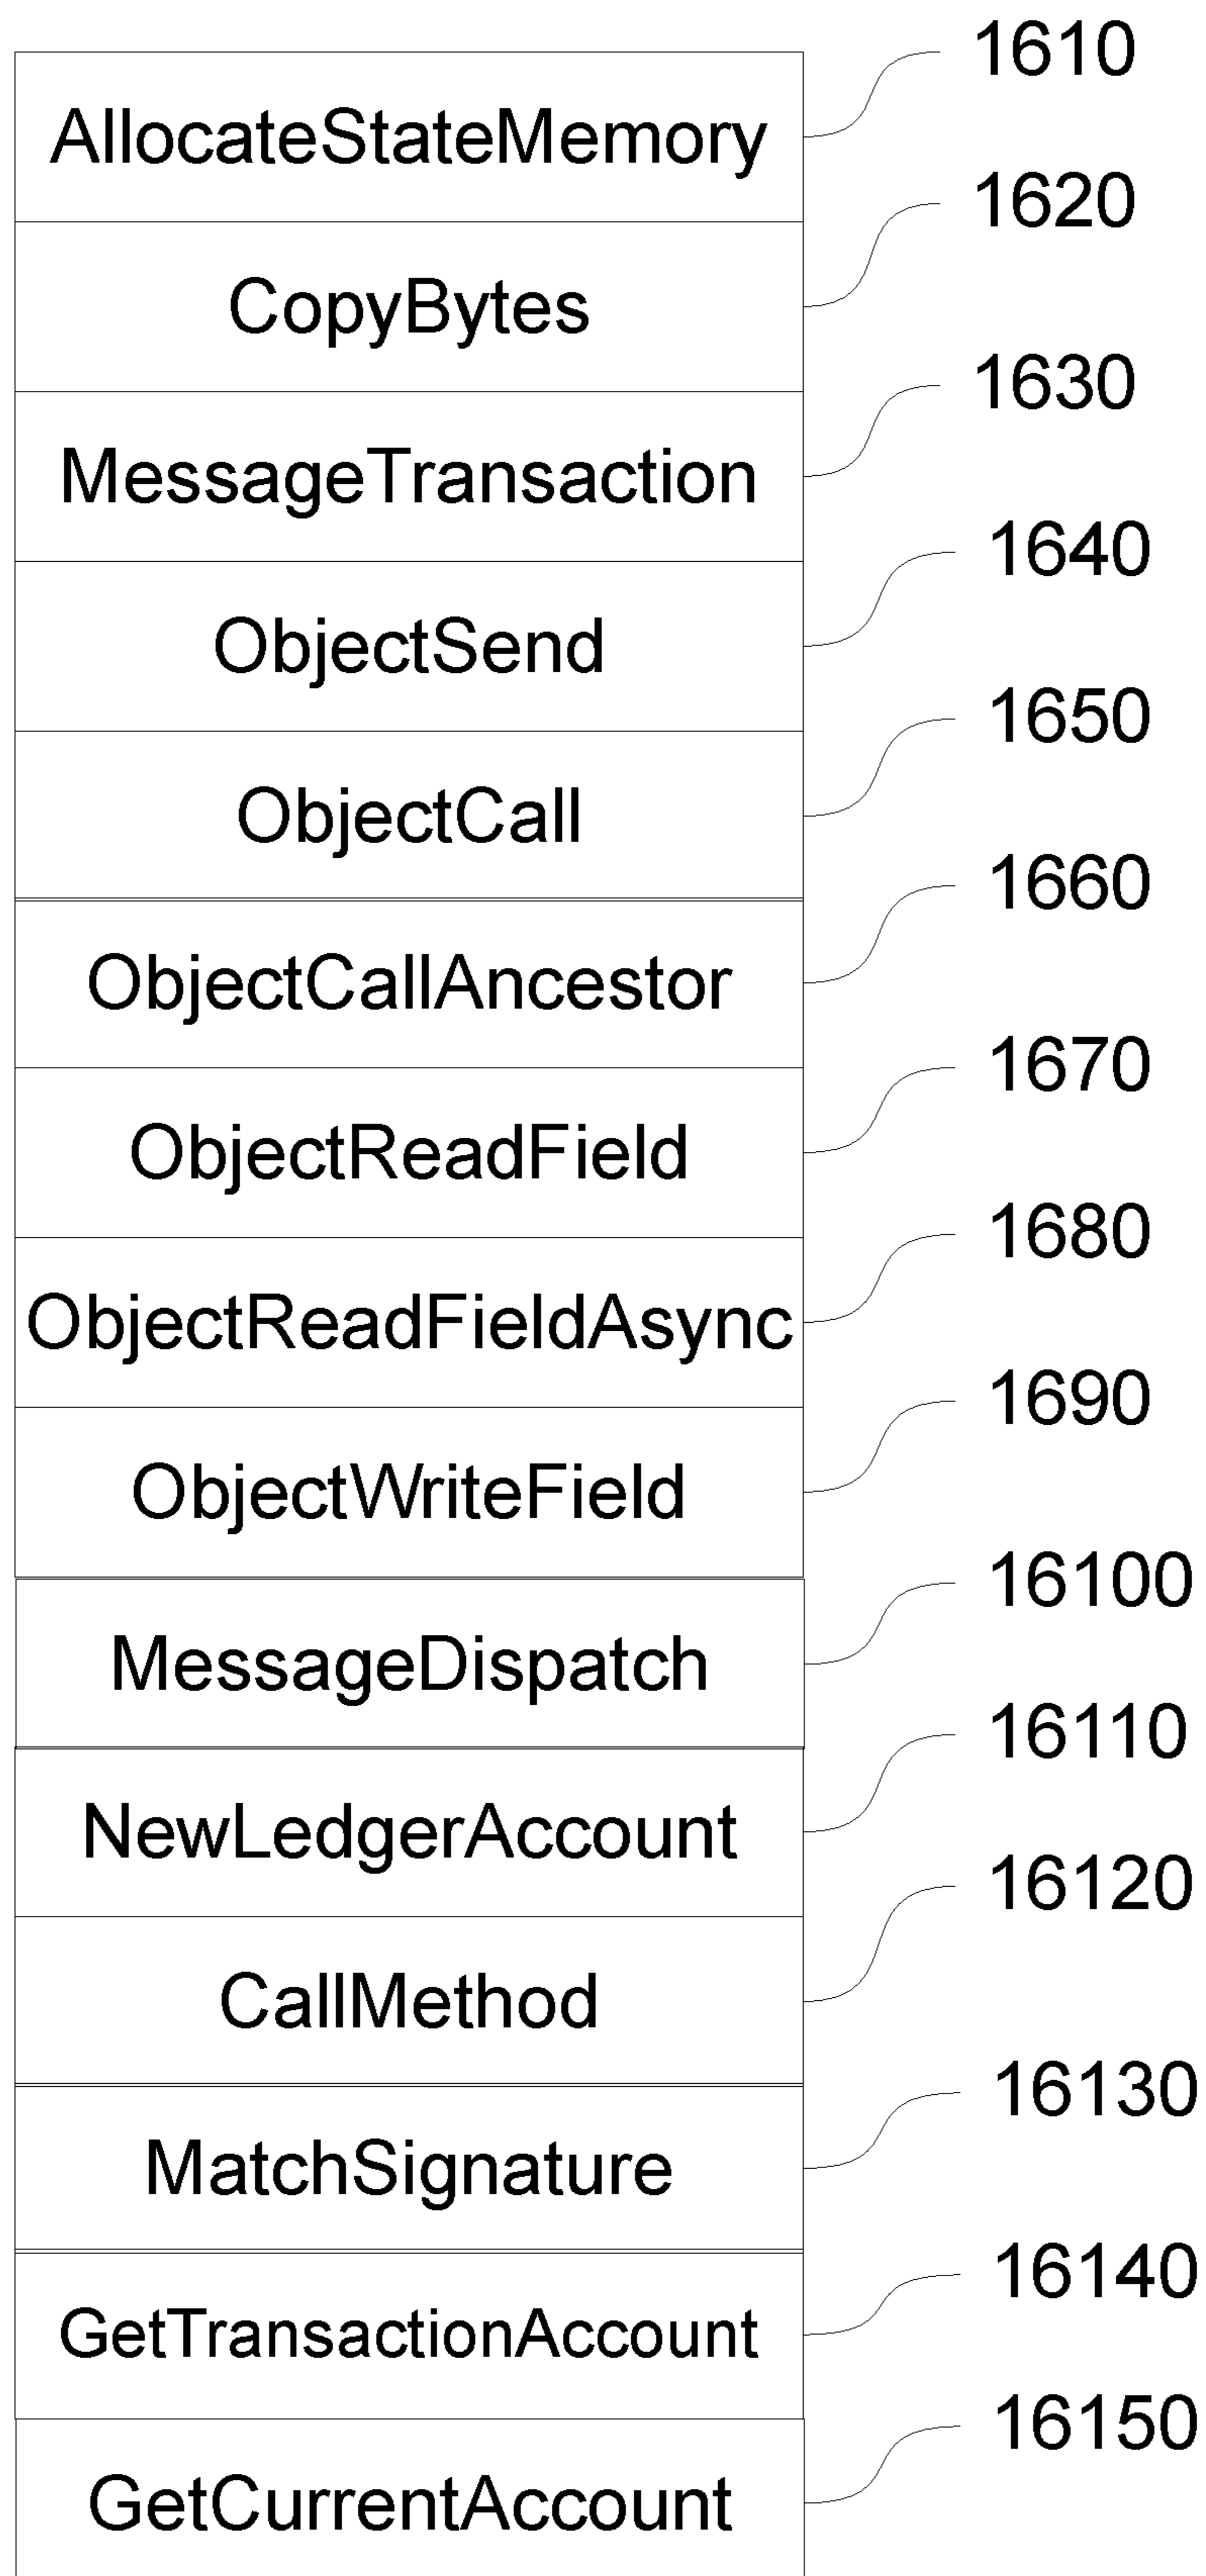 AllocateStateMemory 1610
CopyBytes 1620
MessageTransaction 1630
ObjectSend 1640
ObjectCall 1650
ObjectCallAncestor 1660
ObjectReadField 1670
ObjectReadFieldAsync 1680
ObjectWriteField 1690
MessageDispatch 16100
NewLedgerAccount 16110
CallMethod 16120
MatchSignature 16130
GetTransactionAccount 16140
GetCurrentAccount 16150